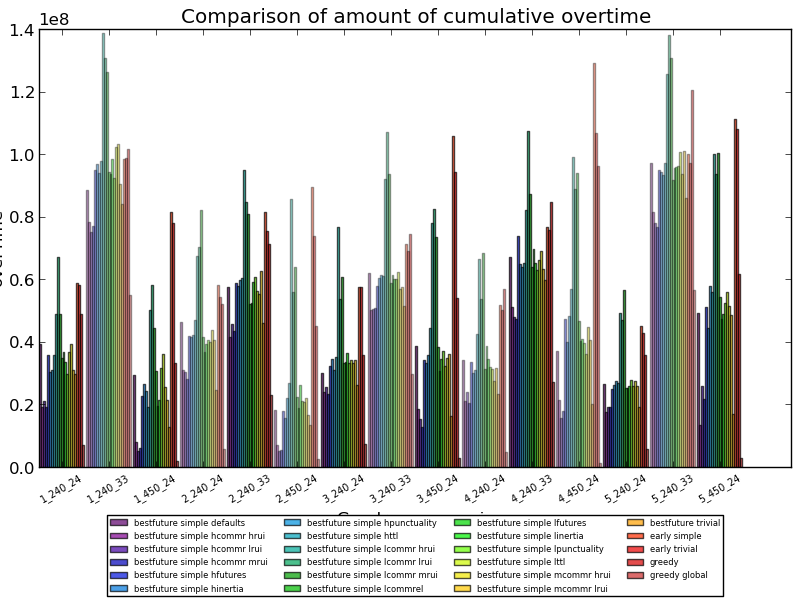 Comparison of amount of cumulative overtime
1e8
1.4
1.2
1.0
0.8
0.6
0.4
0.2
0.0
1_240_24
1_240_33
1_450_24
2_240_24
2_240_33
2_450_24
3_240_24
3_240_33
3_450_24
4_240_24
4_240_33
4_450_24
5_240_24
5_240_33
5_450_24
bestfuture simple defaults
bestfuture simple hcommr hrui
bestfuture simple hcommr lrui
bestfuture simple hcommr mrui
bestfuture simple hfutures
bestfuture simple hinertia
bestfuture simple hpunctuality
bestfuture simple httl
bestfuture simple lcommr hrui
bestfuture simple lcommr lrui
bestfuture simple lcommr mrui
bestfuture simple lcommrel
bestfuture simple lfutures
bestfuture simple linertia
bestfuture simple lpunctuality
bestfuture simple lttl
bestfuture simple mcommr hrui
bestfuture simple mcommr lrui
bestfuture trivial
early simple
early trivial
greedy
greedy global